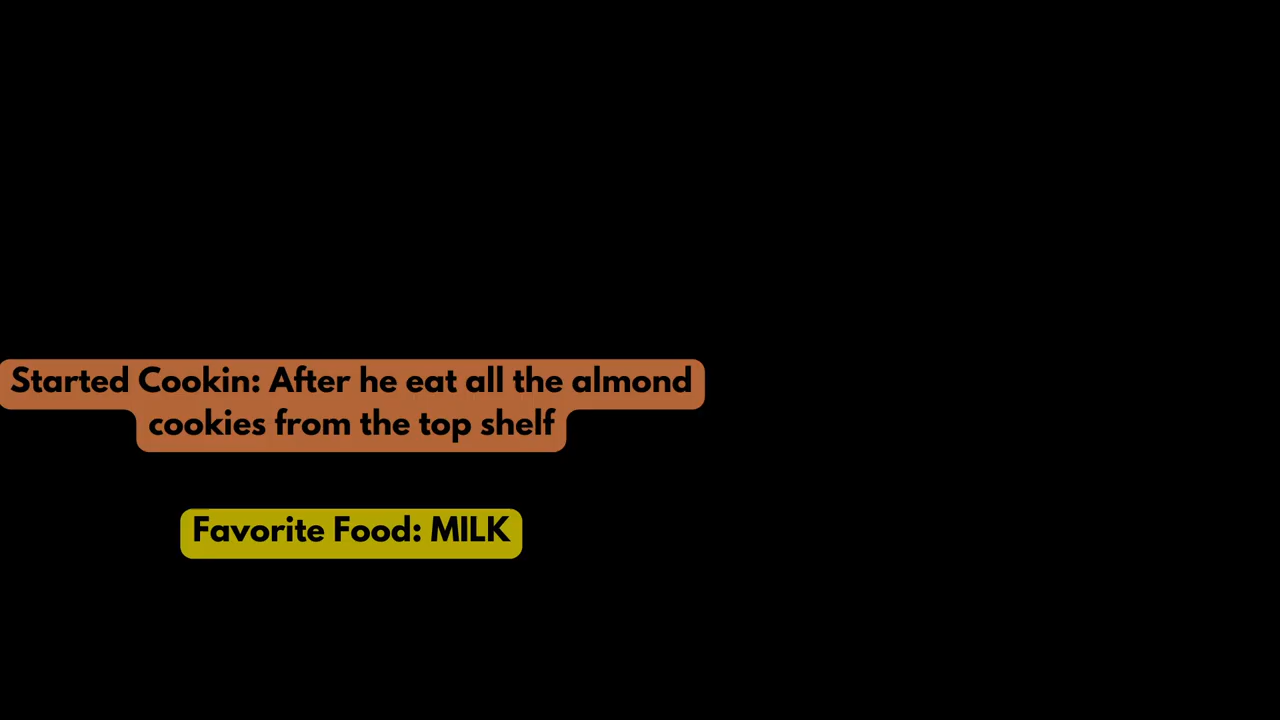 Started Cookin: After he eat all the almond
cookies from the top shelf
Favorite Food: MILK